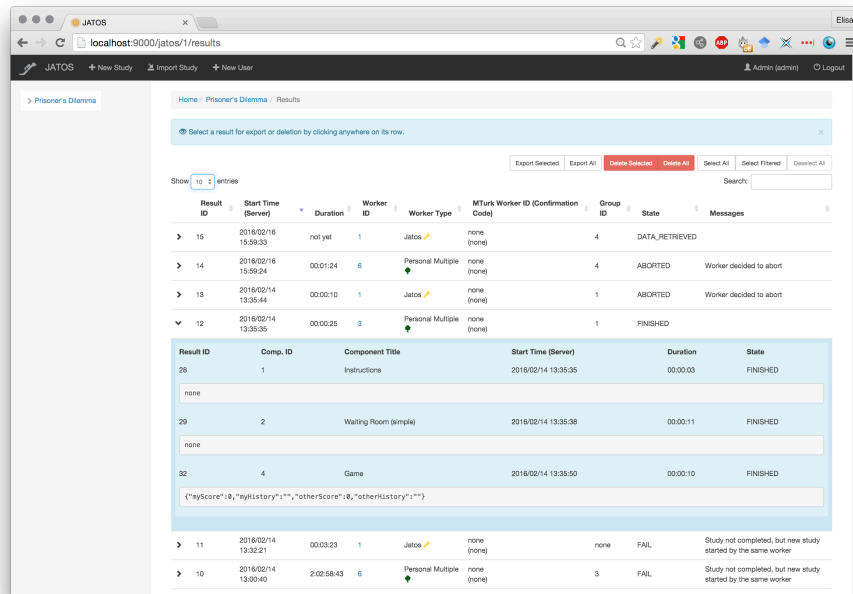 JATOS
Elisa
localhost:9000/jatos/1/results
JATOS + New Study Import Study + New User Admin (admin) Logout
Prisoner's Dilemma
Home / Prisoner's Dilemma / Results
Select a result for export or deletion by clicking anywhere on its row. ×
Export Selected Export All Delete Selected Delete All Select All Select Filtered Deselect All
Show 10 entries Search:
Result ID Start Time (Server) Duration Worker ID Worker Type MTurk Worker ID (Confirmation Code) Group ID State Messages
15 2016/02/16 15:59:33 not yet 1 Jatos none (none) 4 DATA_RETRIEVED
14 2016/02/16 15:59:24 00:01:24 6 Personal Multiple none (none) 4 ABORTED Worker decided to abort
13 2016/02/14 13:35:44 00:00:10 1 Jatos none (none) 1 ABORTED Worker decided to abort
12 2016/02/14 13:35:35 00:00:25 3 Personal Multiple none (none) 1 FINISHED
Result ID Comp. ID Component Title Start Time (Server) Duration State
28 1 Instructions 2016/02/14 13:35:35 00:00:03 FINISHED
none
29 2 Waiting Room (simple) 2016/02/14 13:35:38 00:00:11 FINISHED
none
32 4 Game 2016/02/14 13:35:50 00:00:10 FINISHED
{"myScore":0,"myHistory":"","otherScore":0,"otherHistory":""}
11 2016/02/14 13:32:21 00:03:23 1 Jatos none (none) none FAIL Study not completed, but new study started by the same worker
10 2016/02/14 13:00:40 2:02:58:43 6 Personal Multiple none (none) 3 FAIL Study not completed, but new study started by the same worker